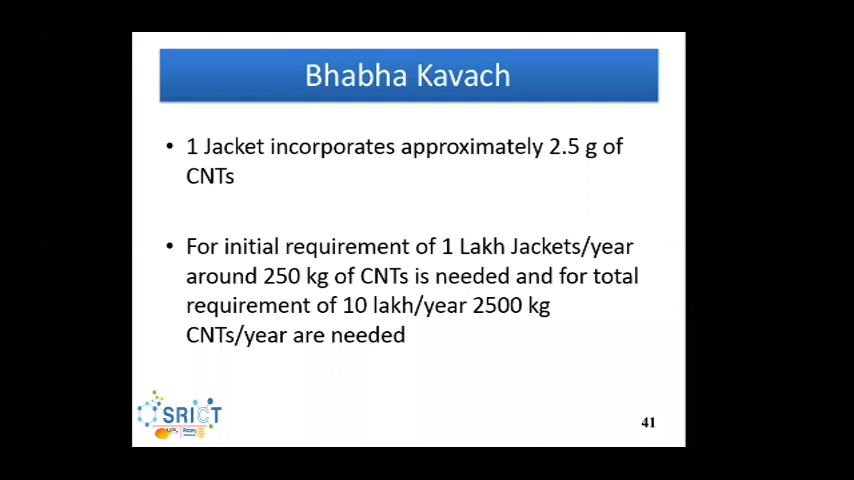 Bhabha Kavach
• 1 Jacket incorporates approximately 2.5 g of
CNTs
• For initial requirement of 1 Lakh Jackets/year
around 250 kg of CNTs is needed and for total
requirement of 10 lakh/year 2500 kg
CNTs/year are needed
SRICT
UPL Rotary
41